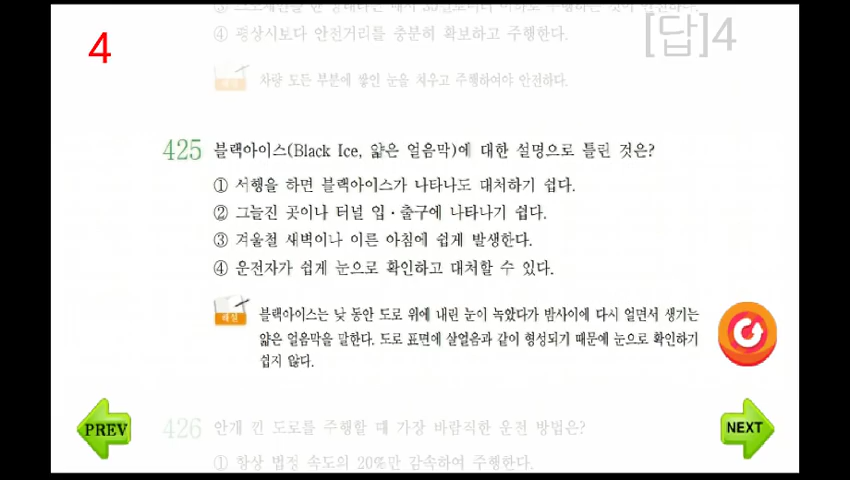 4
[답]4
④ 평상시보다 안전거리를 충분히 확보하고 주행한다.
해설 차량 모든 부분에 쌓인 눈을 치우고 주행하여야 안전하다.
425 블랙아이스(Black Ice, 얇은 얼음막)에 대한 설명으로 틀린 것은?
① 서행을 하면 블랙아이스가 나타나도 대처하기 쉽다.
② 그늘진 곳이나 터널 입·출구에 나타나기 쉽다.
③ 겨울철 새벽이나 이른 아침에 쉽게 발생한다.
④ 운전자가 쉽게 눈으로 확인하고 대처할 수 있다.
해설 블랙아이스는 낮 동안 도로 위에 내린 눈이 녹았다가 밤사이에 다시 얼면서 생기는
얇은 얼음막을 말한다. 도로 표면에 살얼음과 같이 형성되기 때문에 눈으로 확인하기
쉽지 않다.
PREV
NEXT
426 안개 낀 도로를 주행할 때 가장 바람직한 운전 방법은?
① 항상 법정 속도의 20%만 감속하여 주행한다.